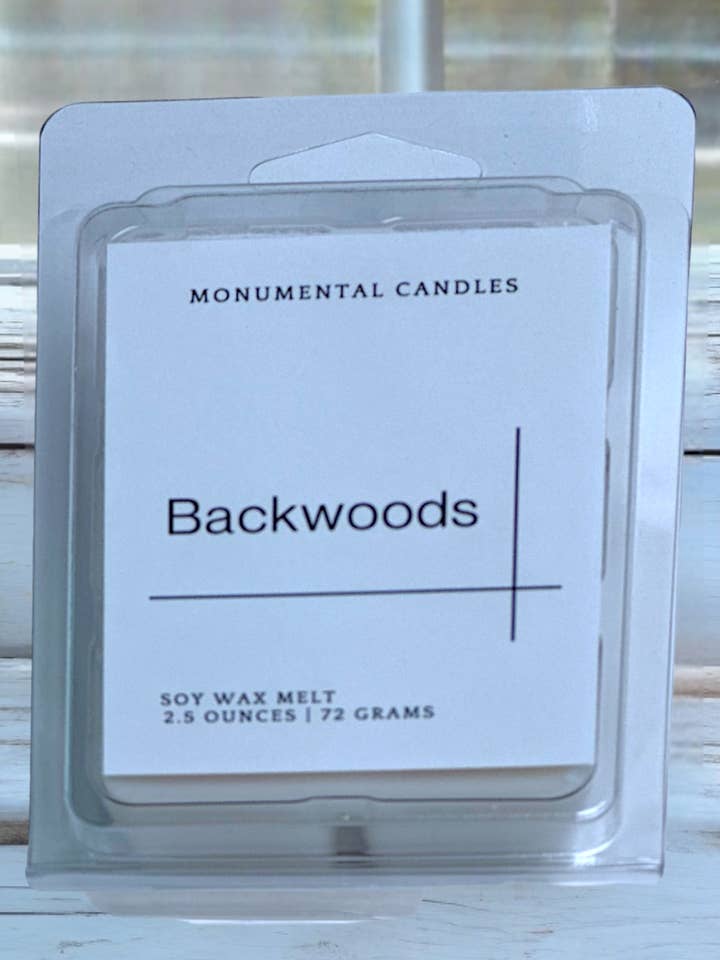 MONUMENTAL CANDLES
Backwoods
SOY WAX MELT
2.5 OUNCES | 72 GRAMS